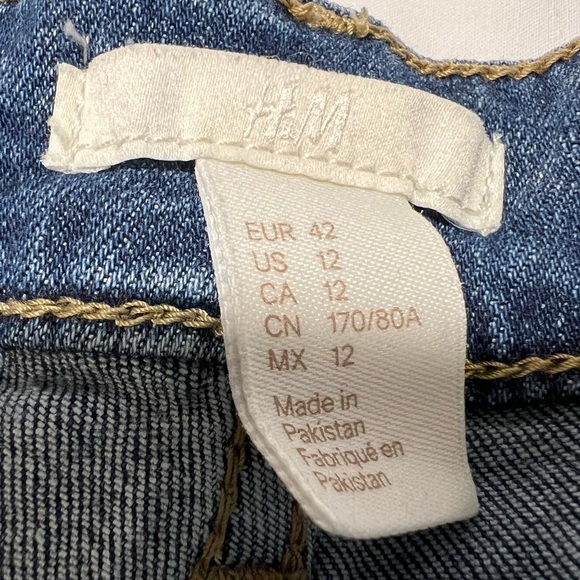 H&M
EUR 42
US 12
CA 12
CN 170/80A
MX 12
Made in
Pakistan
Fabriqué en
Pakistan